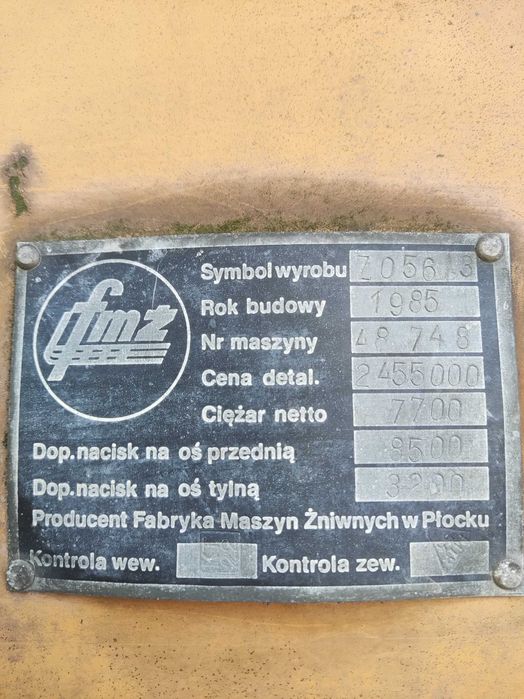 fmż
Symbol wyrobu Z056/3
Rok budowy 1985
Nr maszyny 48 748
Cena detal. 2455000
Ciężar netto 7700
Dop. nacisk na oś przednią 8500
Dop. nacisk na oś tylną 3200
Producent Fabryka Maszyn Żniwnych w Płocku
Kontrola wew. Kontrola zew.